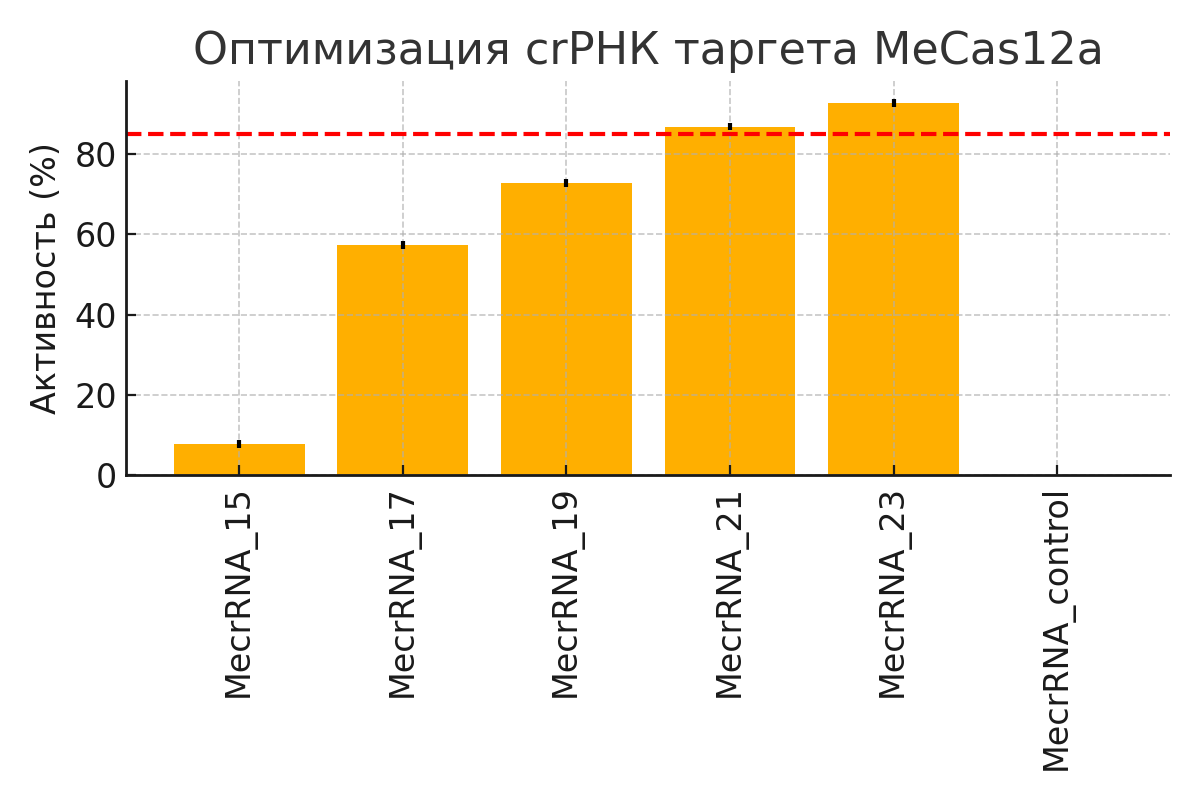 Оптимизация crРНК таргета MeCas12a
Активность (%)
80
60
40
20
0
MecrRNA_15
MecrRNA_17
MecrRNA_19
MecrRNA_21
MecrRNA_23
MecrRNA_control